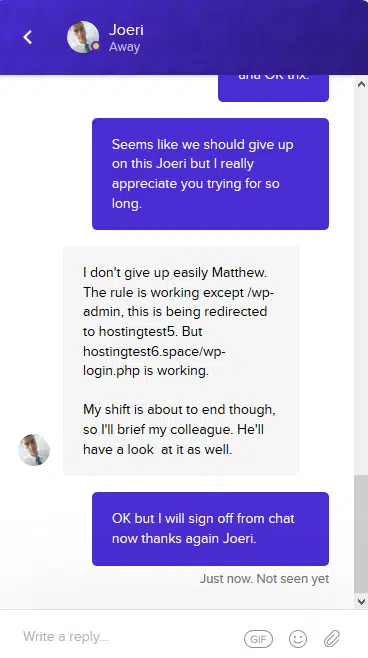 Joeri
Away
and OK thx.
Seems like we should give up
on this Joeri but I really
appreciate you trying for so
long.
I don't give up easily Matthew.
The rule is working except /wp-
admin, this is being redirected
to hostingtest5. But
hostingtest6.space/wp-
login.php is working.
My shift is about to end though,
so I'll brief my colleague. He'll
have a look at it as well.
OK but I will sign off from chat
now thanks again Joeri.
Just now. Not seen yet
Write a reply...
GIF